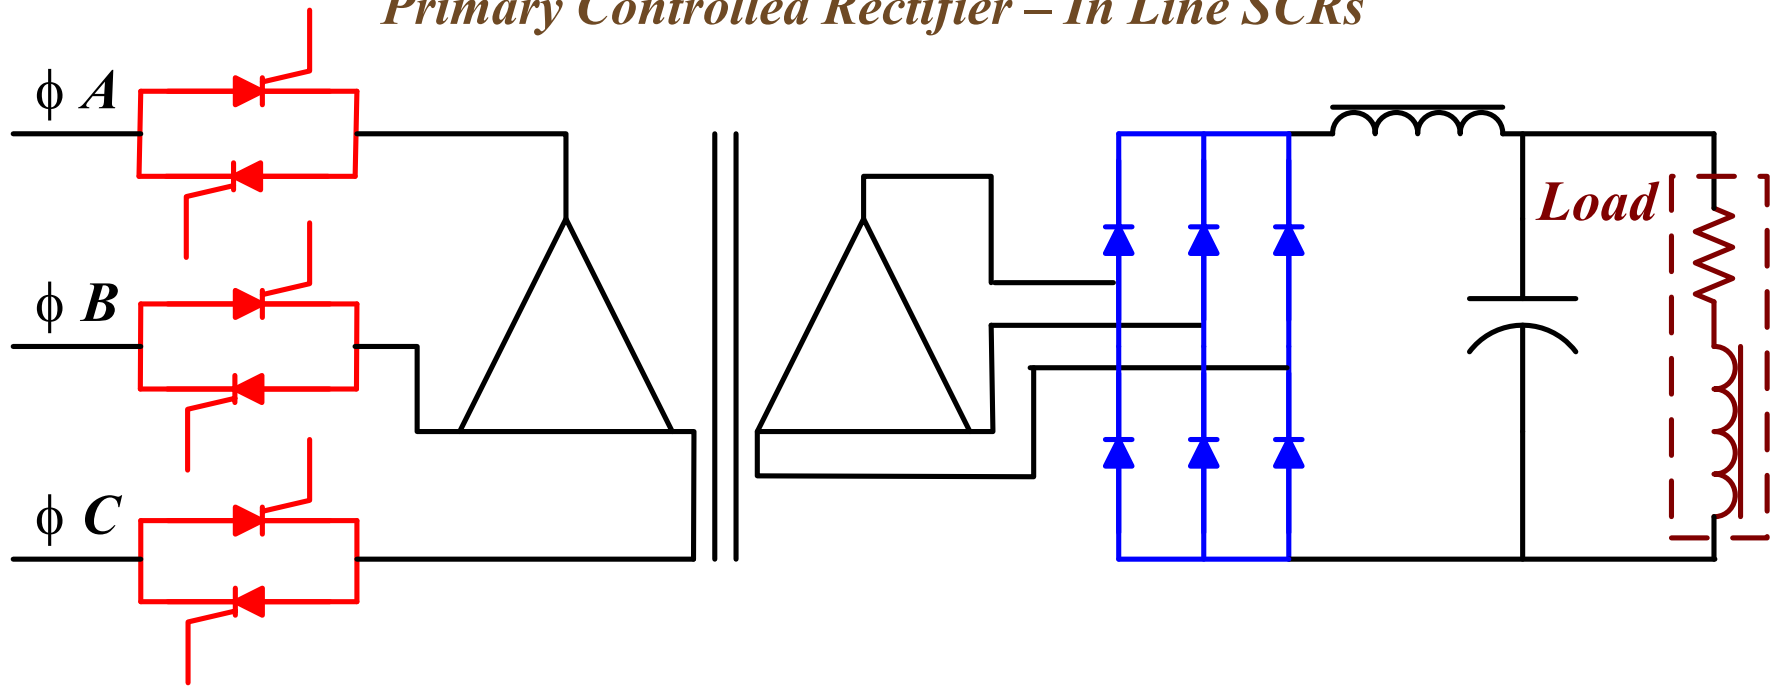 Primary Controlled Rectifier – In Line SCRs
ϕ A
Load
ϕ B
ϕ C